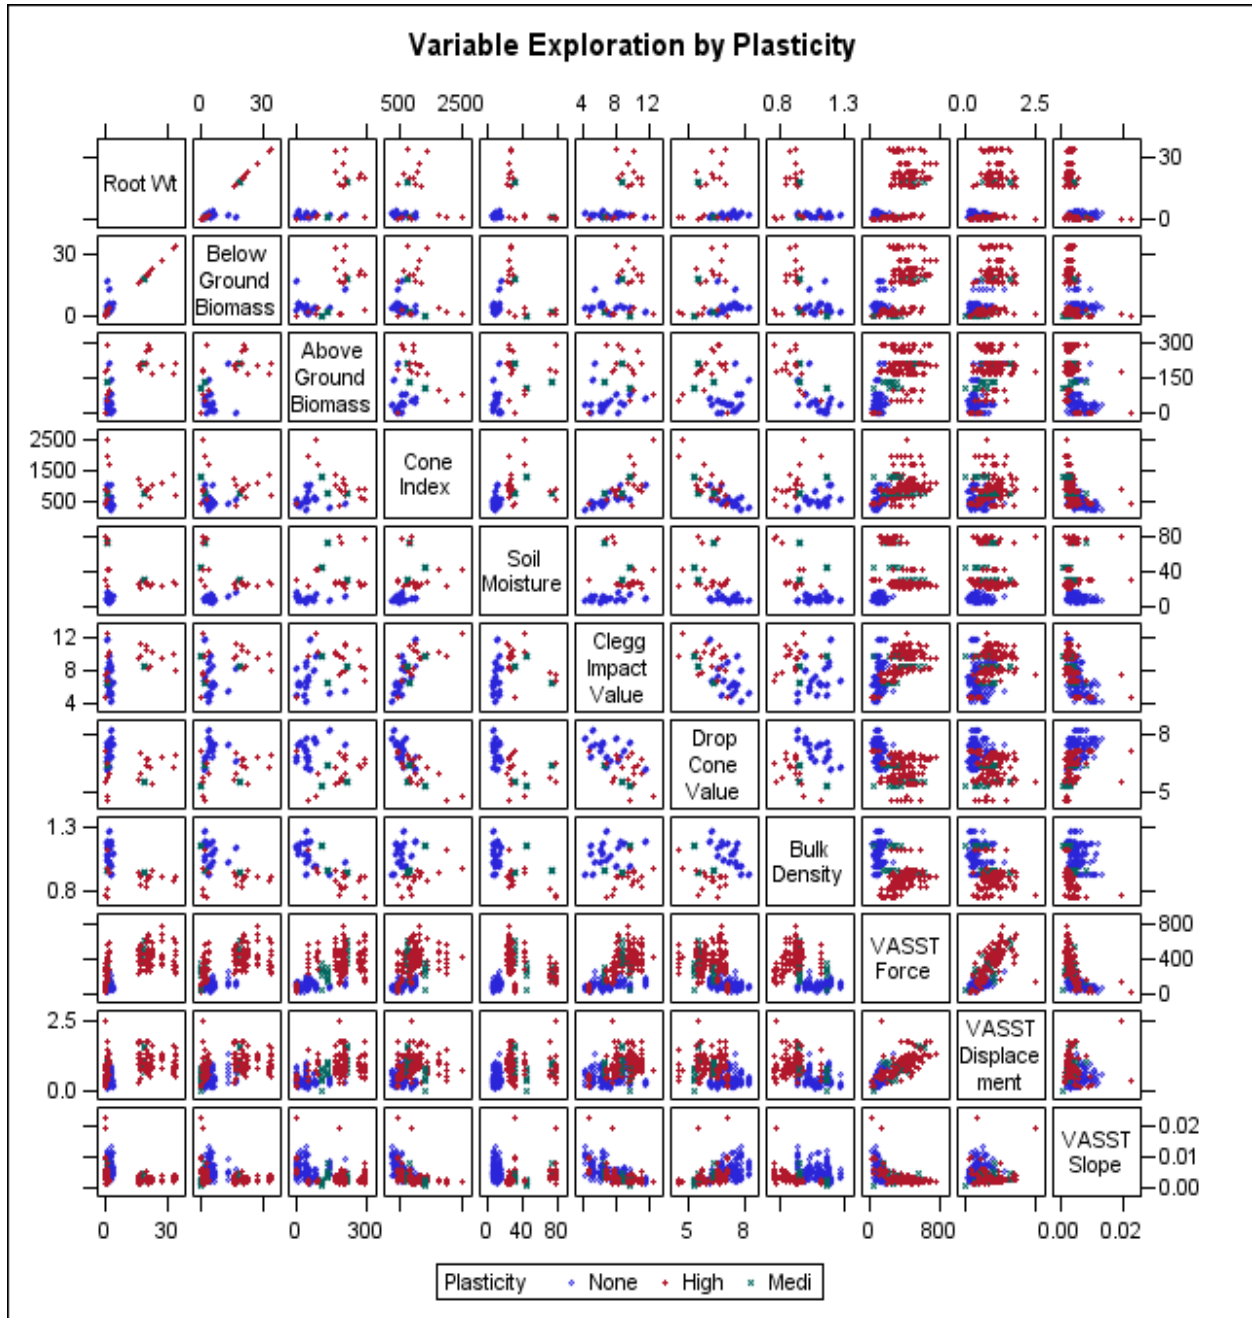 Variable Exploration by Plasticity
0 30 500 2500 4 8 12 0.8 1.3 0.0 2.5
Root Wt
30
0
30
0
Below
Ground
Biomass
Above
Ground
Biomass
300
150
0
2500
1500
500
Cone
Index
Soil
Moisture
80
40
0
12
8
4
Clegg
Impact
Value
Drop
Cone
Value
8
5
1.3
0.8
Bulk
Density
VASST
Force
800
400
0
2.5
0.0
VASST
Displace
ment
VASST
Slope
0.02
0.01
0.00
0 30 0 300 0 40 80 5 8 0 800 0.00 0.02
Plasticity None High Medi